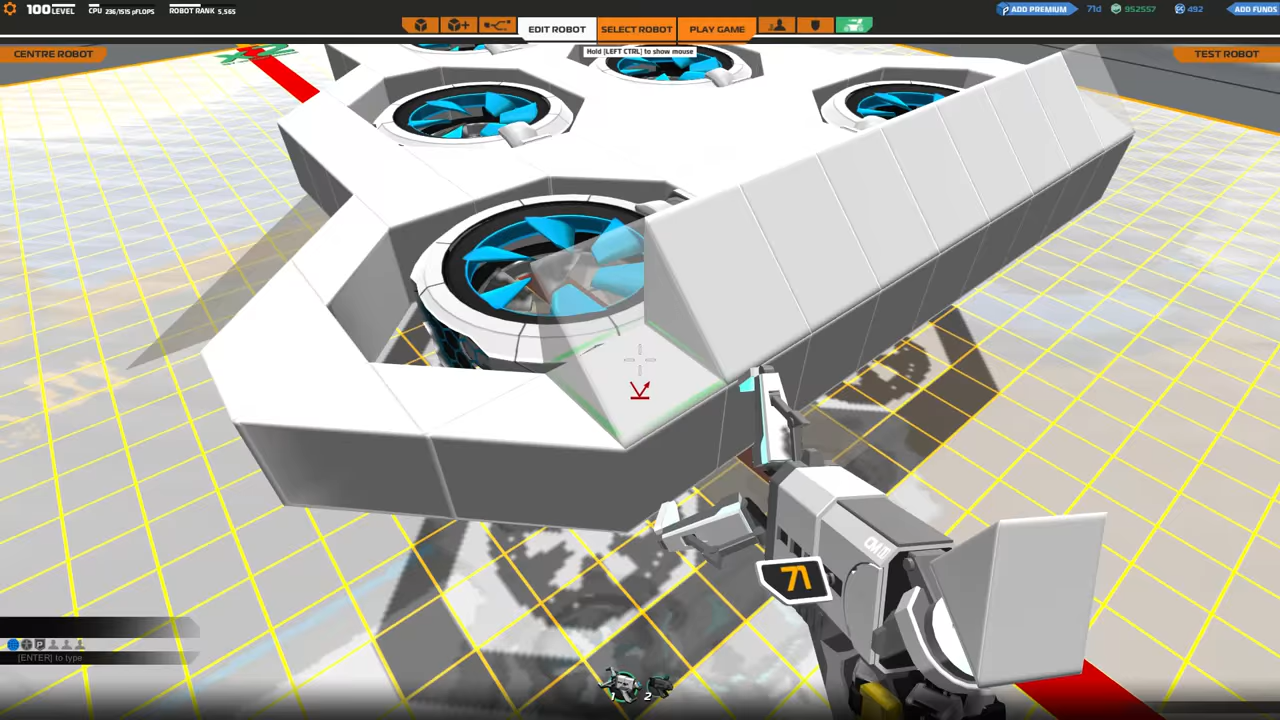 100 LEVEL
CPU 236/1515 pFLOPS
ROBOT RANK 5,565
EDIT ROBOT
SELECT ROBOT
PLAY GAME
ADD PREMIUM
71d
952557
492
ADD FUNDS
Hold [LEFT CTRL] to show mouse
CENTRE ROBOT
TEST ROBOT
71
P
[ENTER] to type
1
2